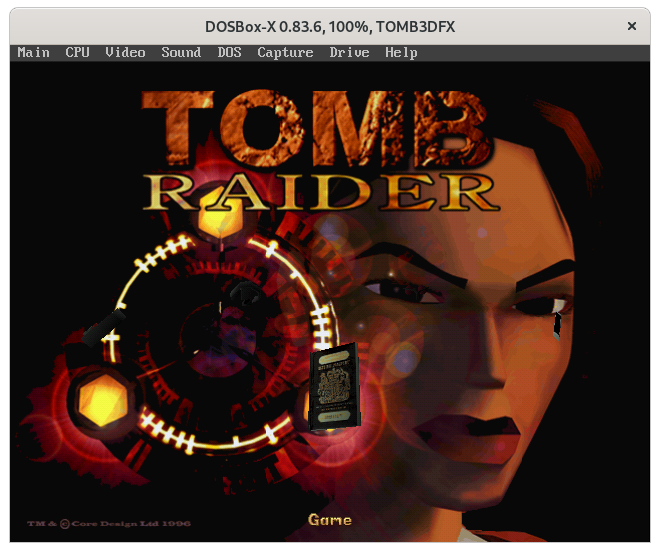 DOSBox-X 0.83.6, 100%, TOMB3DFX
Main CPU Video Sound DOS Capture Drive Help
TOMB
RAIDER
Game
TM & ©Core Design Ltd 1996